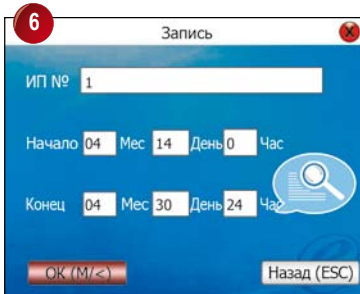 6
Запись
X
ИП № 1
Начало 04 Мес 14 День 0 Час
Конец 04 Мес 30 День 24 Час
OK (M/<)
Назад (ESC)